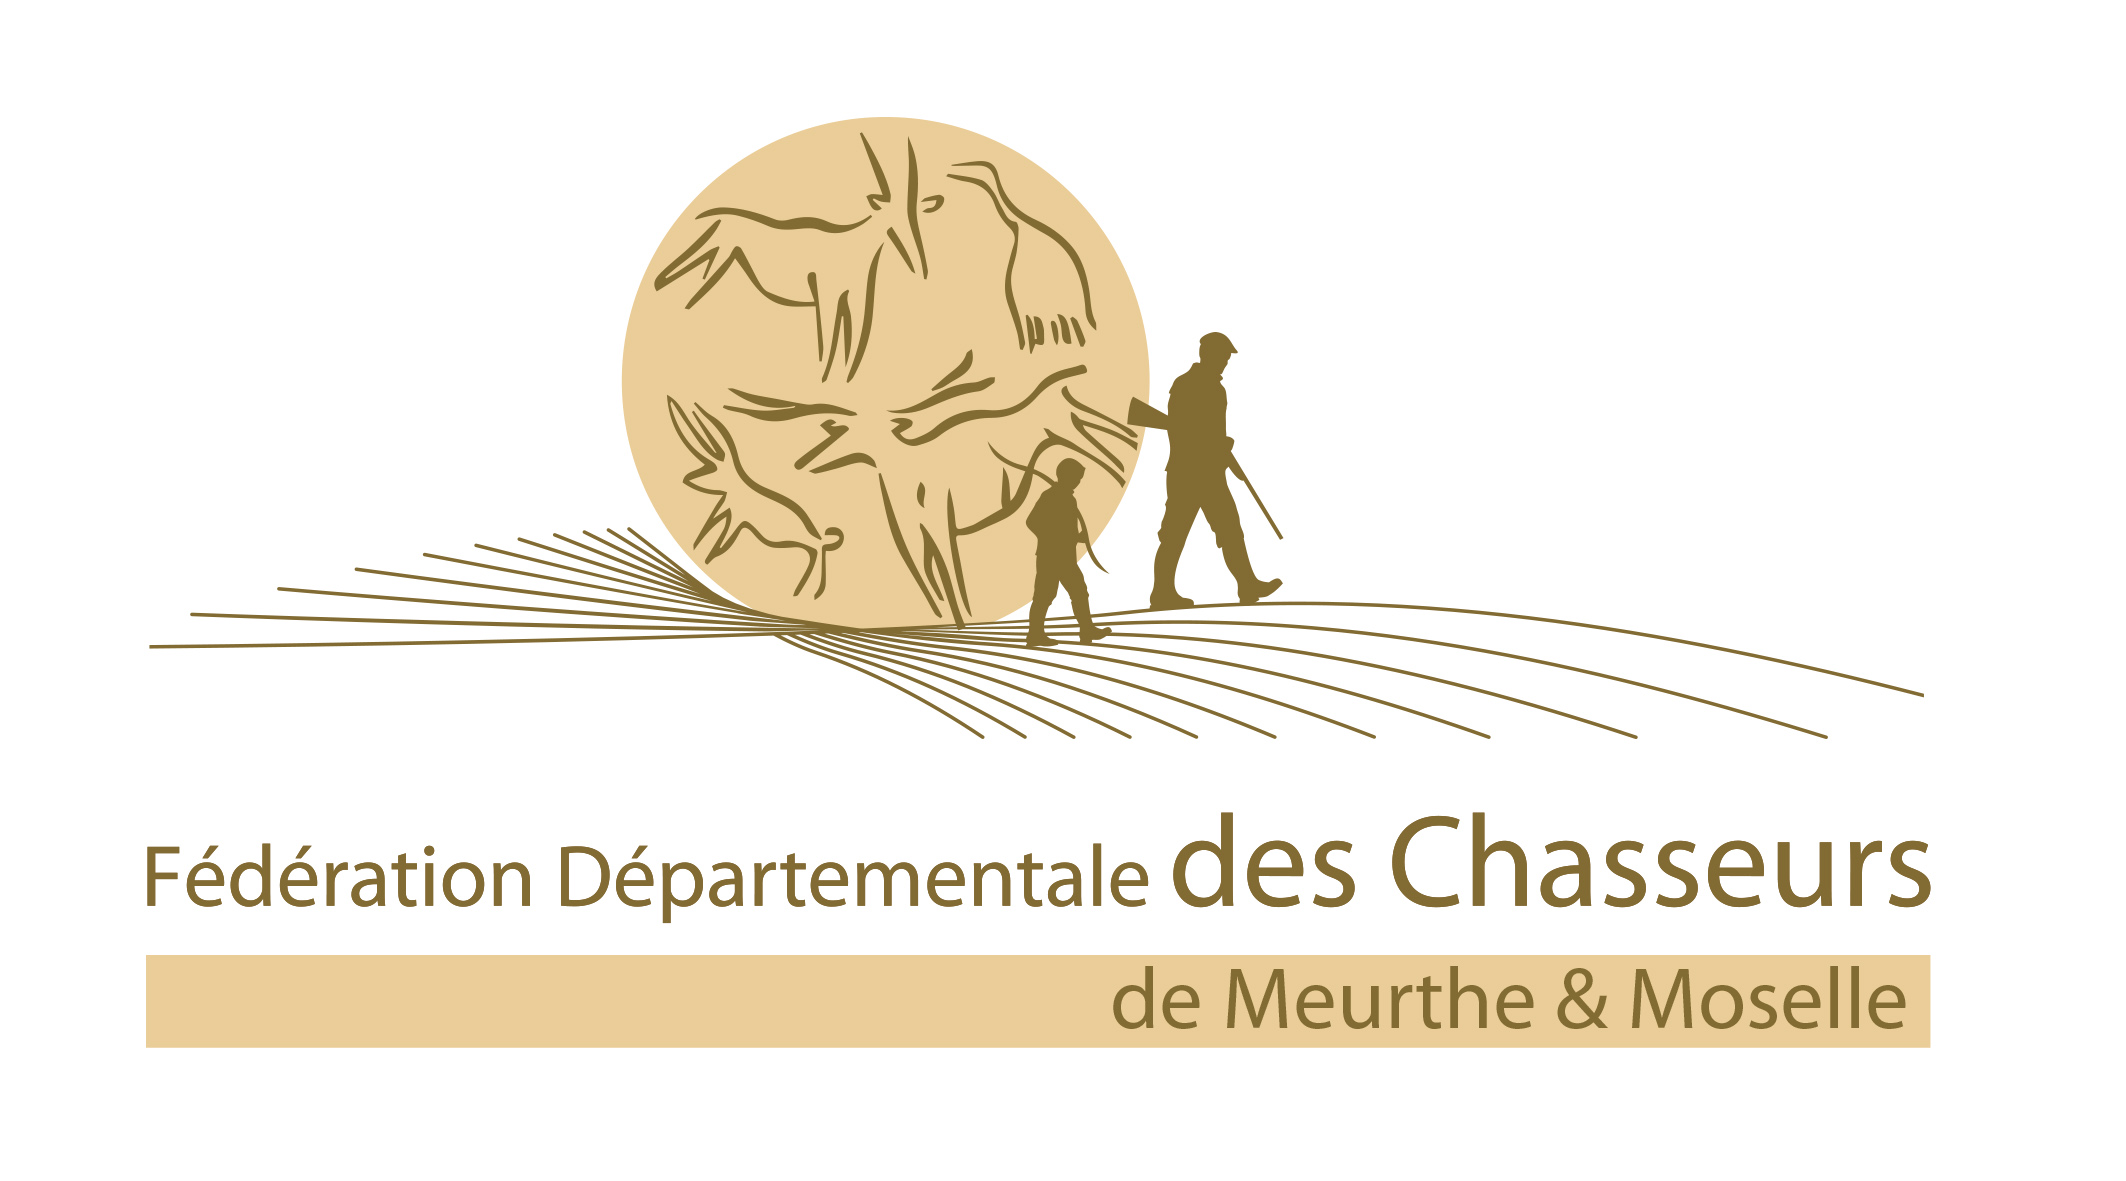 Fédération Départementale des Chasseurs
de Meurthe & Moselle